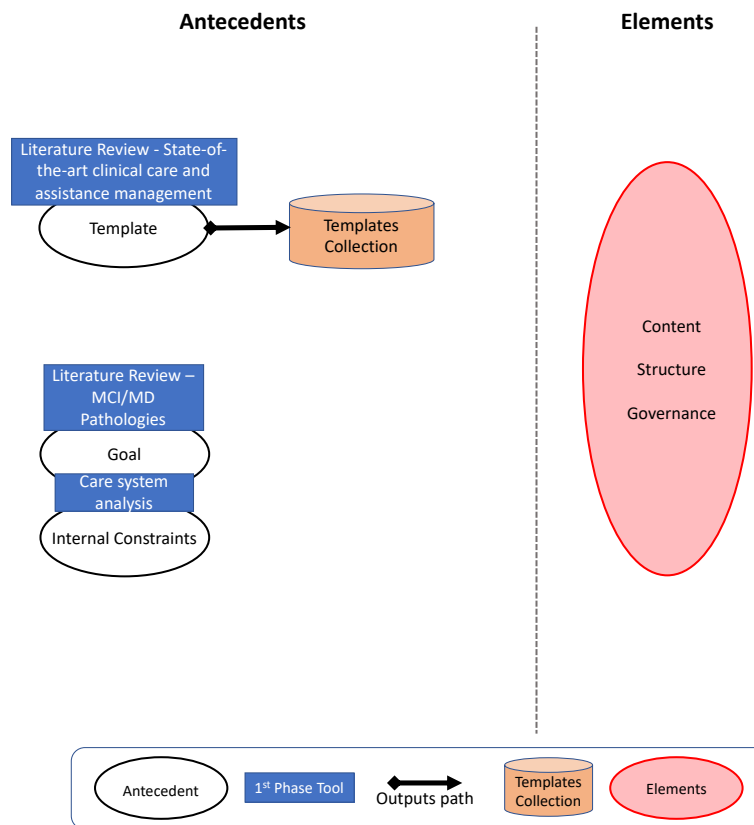 Antecedents
Elements
Literature Review - State-of-
the-art clinical care and
assistance management
Template
Templates
Collection
Literature Review –
MCI/MD
Pathologies
Goal
Care system
analysis
Internal Constraints
Content
Structure
Governance
Antecedent
1st Phase Tool
Outputs path
Templates
Collection
Elements